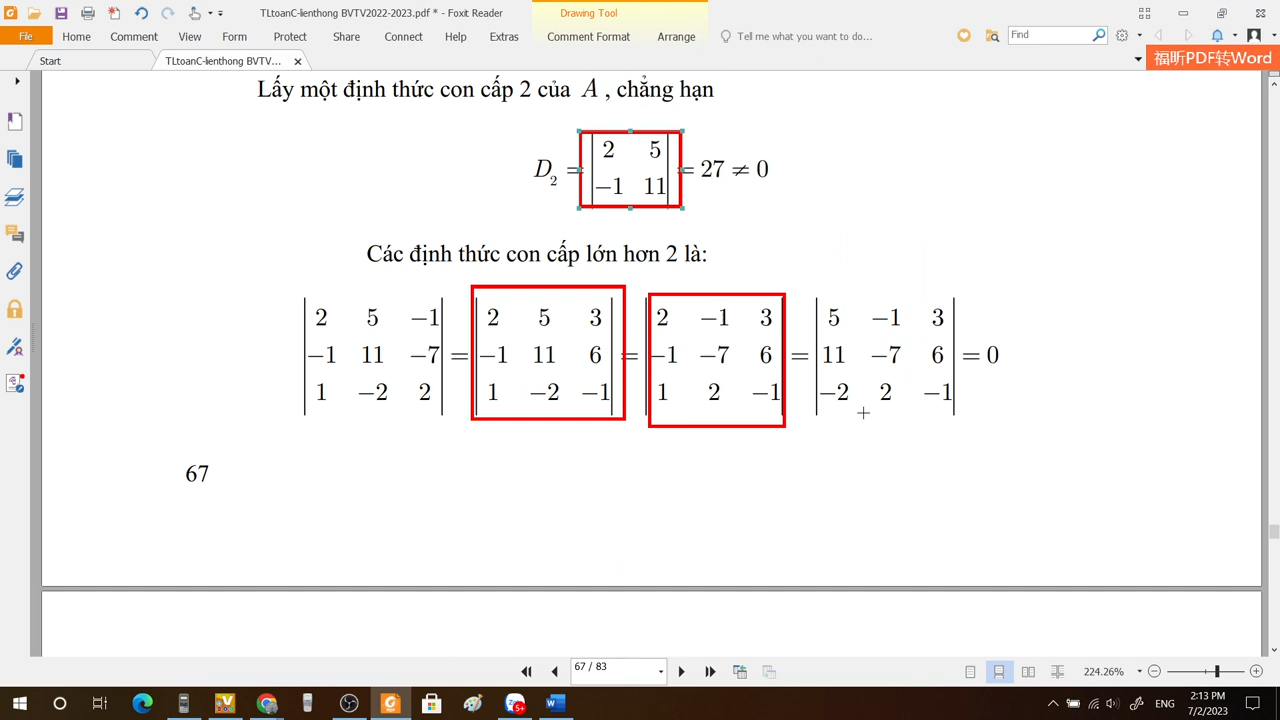 TLtoanC-lienthong BVTV2022-2023.pdf * - Foxit Reader
Drawing Tool
File Home Comment View Form Protect Share Connect Help Extras Comment Format Arrange Tell me what you want to do... Find
Start TLtoanC-lienthong BVTV... 福昕PDF转Word
Lấy một định thức con cấp 2 của A , chẳng hạn
D₂ = |2 5; −1 11| = 27 ≠ 0
Các định thức con cấp lớn hơn 2 là:
|2 5 −1; −1 11 −7; 1 −2 2| = |2 5 3; −1 11 6; 1 −2 −1| = |2 −1 3; −1 −7 6; 1 2 −1| = |5 −1 3; 11 −7 6; −2 2 −1| = 0
67
67 / 83 224.26%
5+
ENG
2:13 PM
7/2/2023